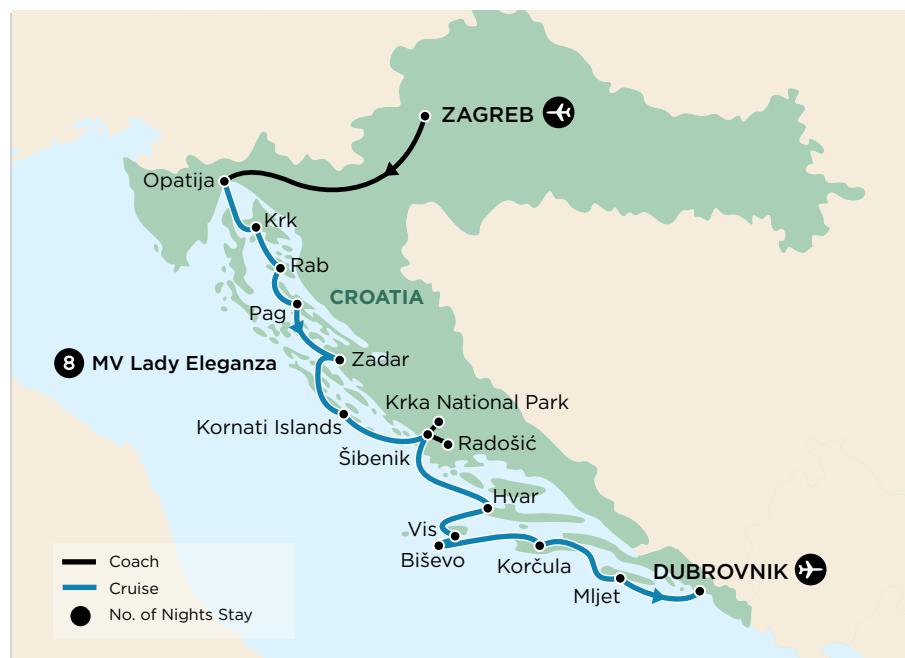 ZAGREB
Opatija
Krk
Rab
CROATIA
Pag
Zadar
8 MV Lady Eleganza
Krka National Park
Kornati Islands
Radošić
Šibenik
Hvar
Vis
Biševo
Korčula
DUBROVNIK
Mljet
Coach
Cruise
No. of Nights Stay